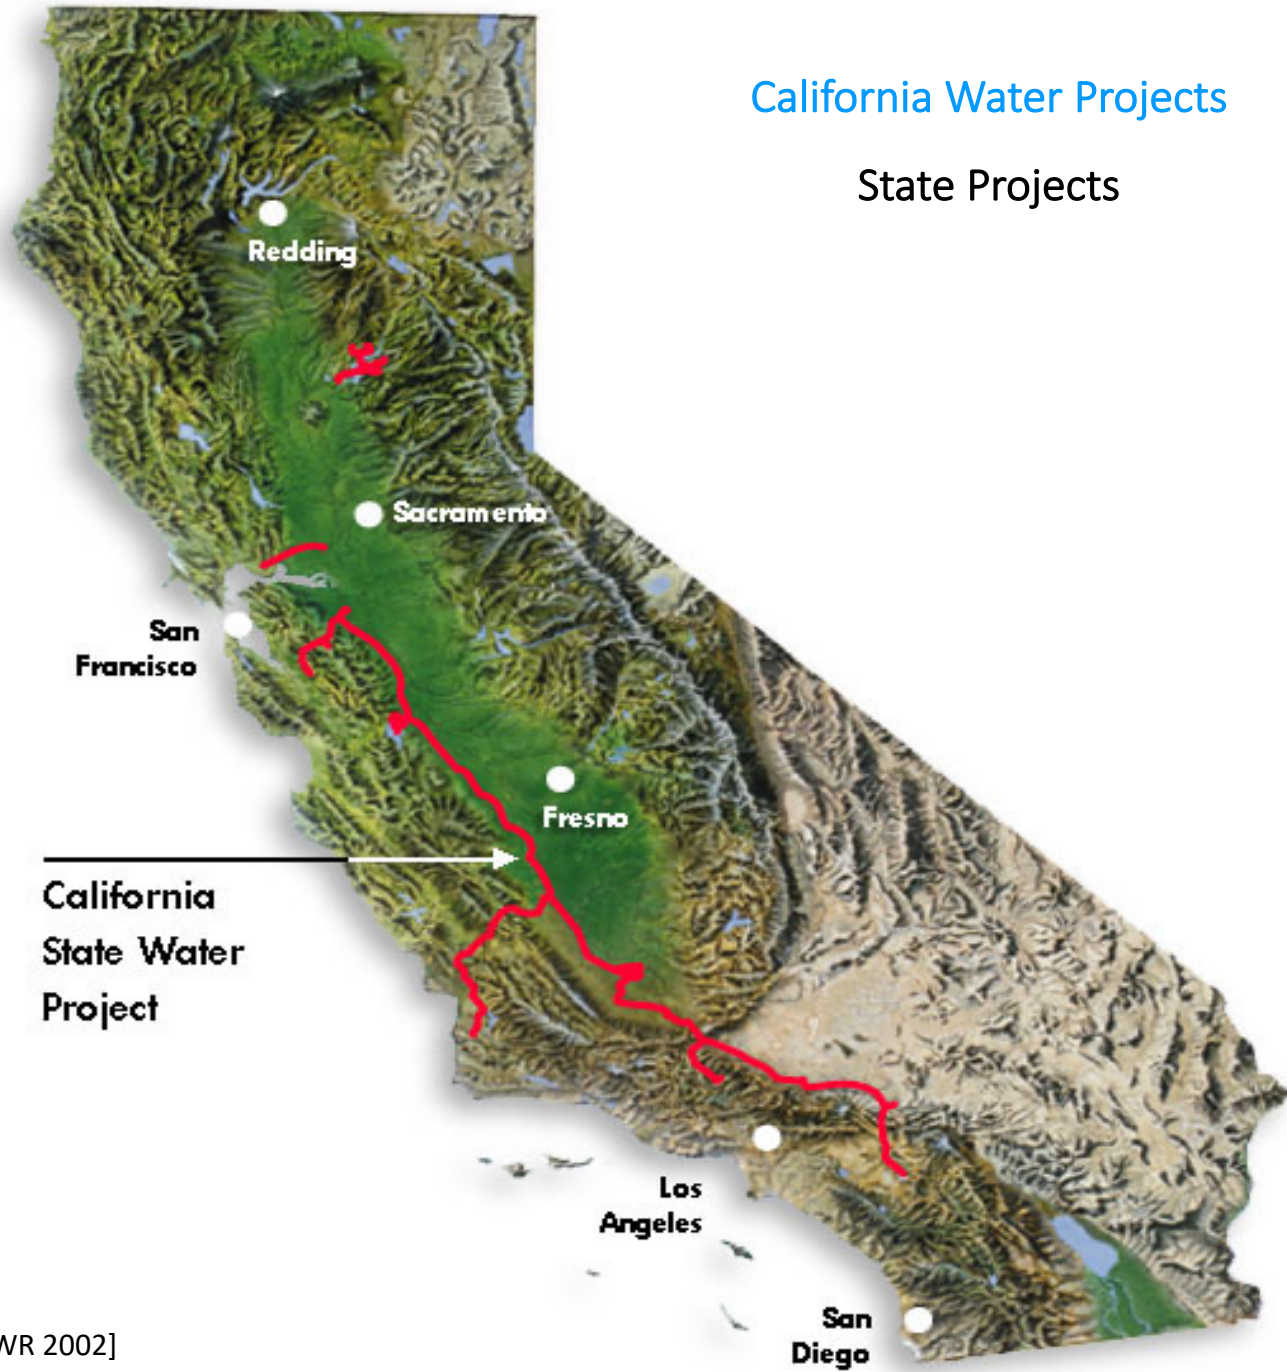 California Water Projects
State Projects
Redding
Sacramento
San
Francisco
Fresno
California
State Water
Project
Los
Angeles
San
Diego
WR 2002]